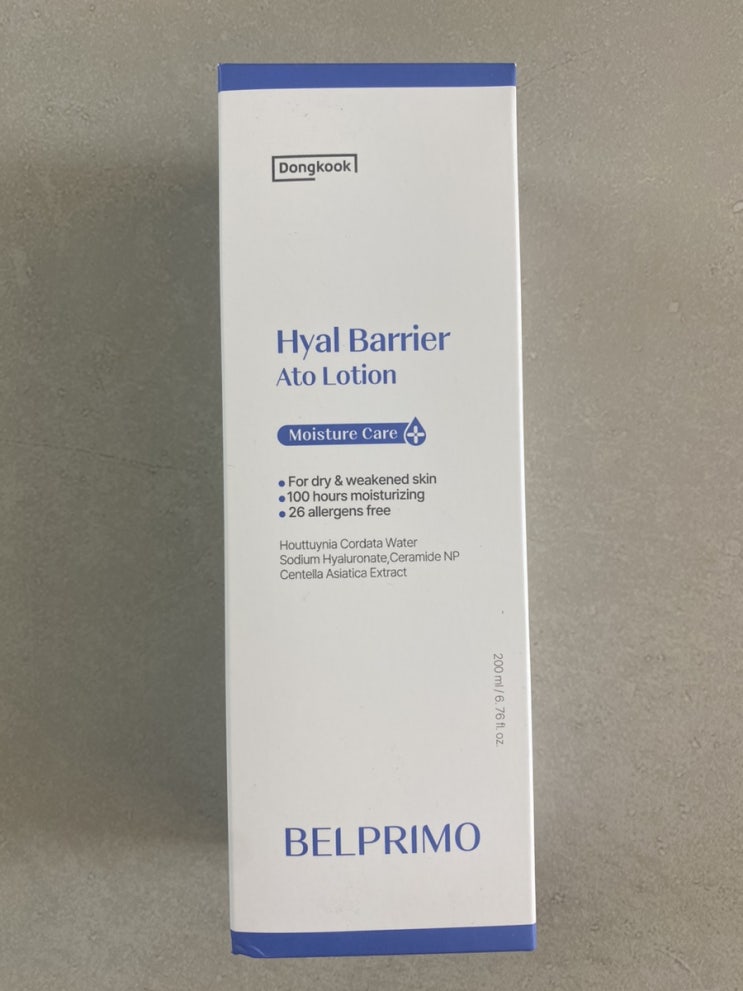 Dongkook
Hyal Barrier
Ato Lotion
Moisture Care
• For dry & weakened skin
• 100 hours moisturizing
• 26 allergens free
Houttuynia Cordata Water
Sodium Hyaluronate,Ceramide NP
Centella Asiatica Extract
200 ml / 6. 76 fl. oz.
BELPRIMO